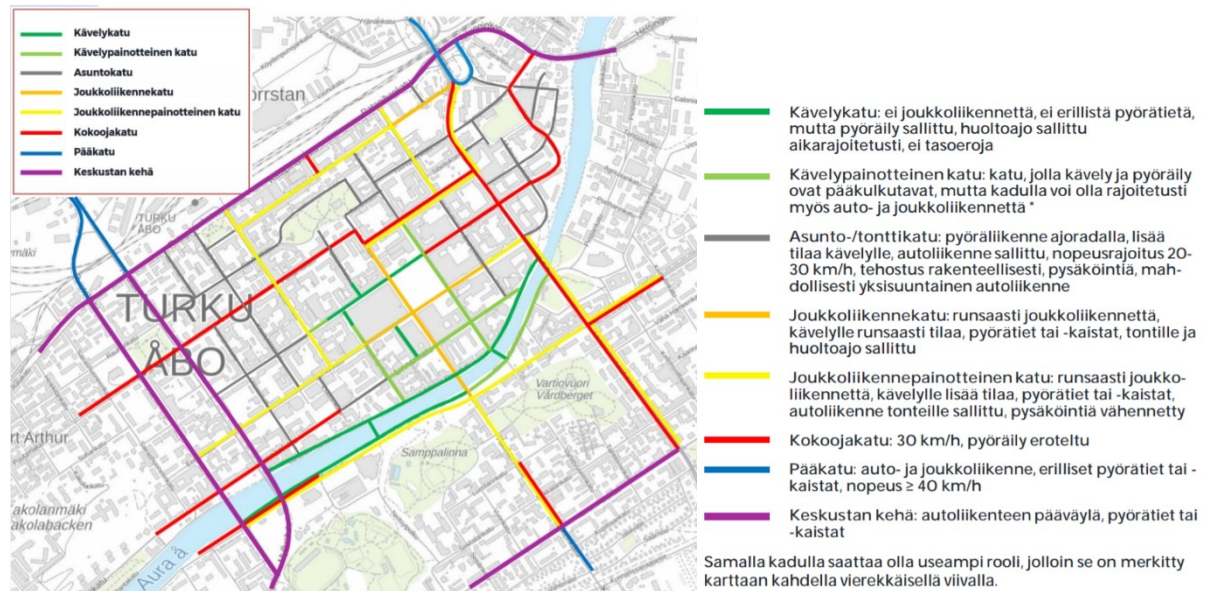 Kävelykatu
Kävelypainotteinen katu
Asuntokatu
Joukkoliikennekatu
Joukkoliikennepainotteinen katu
Kokoojakatu
Pääkatu
Keskustan kehä
TURKU
ÅBO
TURKU
ÅBO
Samppalinna
Vartiovuori
Vårdberget
Aura å
Kävelykatu: ei joukkoliikennettä, ei erillistä pyörätietä,
mutta pyöräily sallittu, huoltoajo sallittu
aikarajoitetusti, ei tasoeroja
Kävelypainotteinen katu: katu, jolla kävely ja pyöräily
ovat pääkulkutavat, mutta kadulla voi olla rajoitetusti
myös auto- ja joukkoliikennettä *
Asunto-/tonttikatu: pyöräliikenne ajoradalla, lisää
tilaa kävelylle, autoliikenne sallittu, nopeusrajoitus 20-
30 km/h, tehostus rakenteellisesti, pysäköintiä, mah-
dollisesti yksisuuntainen autoliikenne
Joukkoliikennekatu: runsaasti joukkoliikennettä,
kävelylle runsaasti tilaa, pyörätiet tai -kaistat, tontille ja
huoltoajo sallittu
Joukkoliikennepainotteinen katu: runsaasti joukko-
liikennettä, kävelylle lisää tilaa, pyörätiet tai -kaistat,
autoliikenne tonteille sallittu, pysäköintiä vähennetty
Kokoojakatu: 30 km/h, pyöräily eroteltu
Pääkatu: auto- ja joukkoliikenne, erilliset pyörätiet tai -
kaistat, nopeus ≥ 40 km/h
Keskustan kehä: autoliikenteen pääväylä, pyörätiet tai
-kaistat
Samalla kadulla saattaa olla useampi rooli, jolloin se on merkitty
karttaan kahdella vierekkäisellä viivalla.